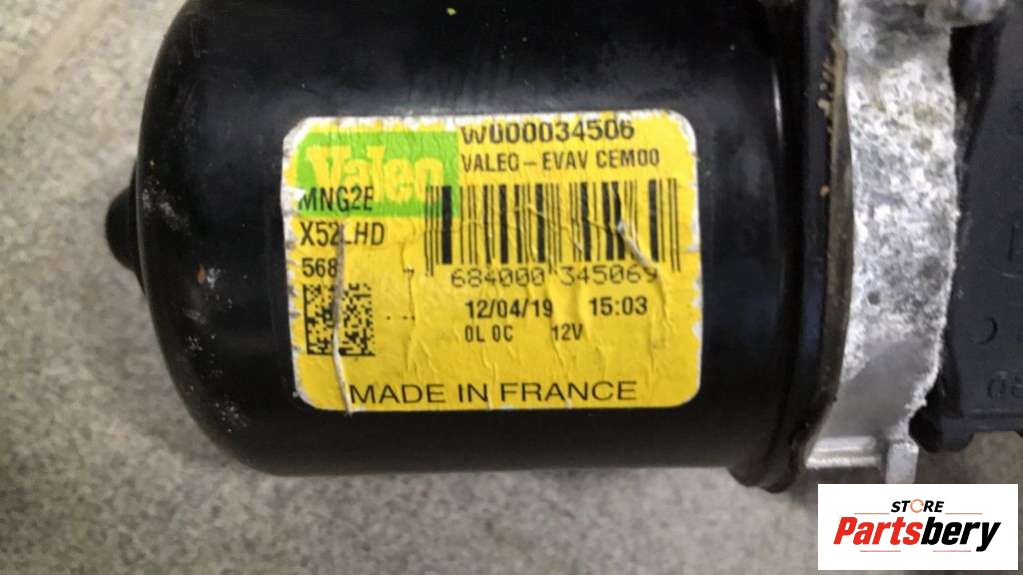 Valeo
W000034506
VALEO-EVAV CEM00
MNG2E
X52LHD
568
684000 345069
12/04/19 15:03
0L 0C 12V
MADE IN FRANCE
STORE
Partsbery